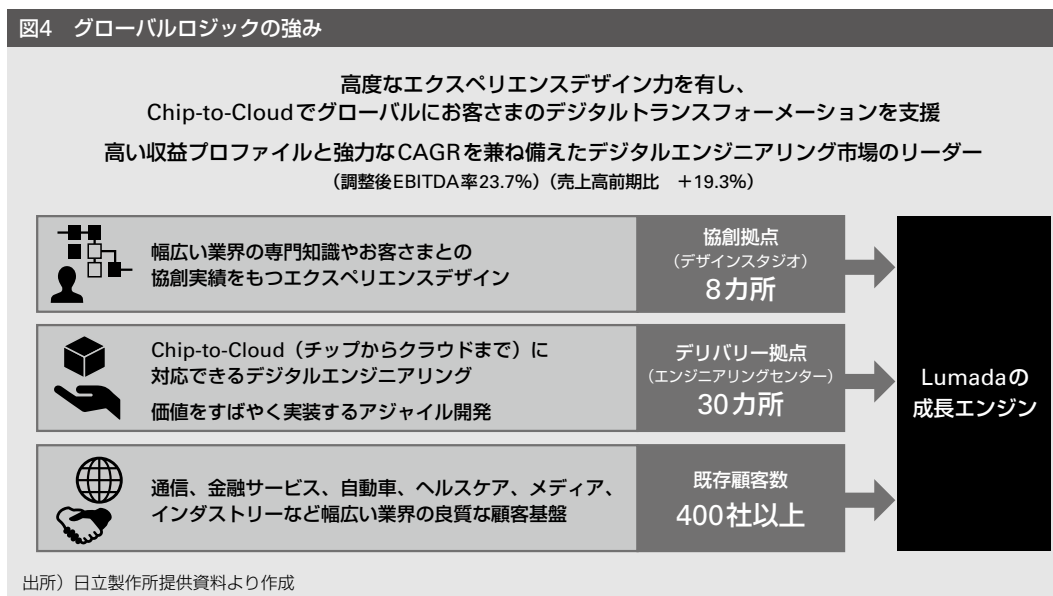 図4　グローバルロジックの強み
高度なエクスペリエンスデザイン力を有し、
Chip-to-Cloudでグローバルにお客さまのデジタルトランスフォーメーションを支援
高い収益プロファイルと強力なCAGRを兼ね備えたデジタルエンジニアリング市場のリーダー
（調整後EBITDA率23.7%）（売上高前期比　＋19.3%）
幅広い業界の専門知識やお客さまとの
協創実績をもつエクスペリエンスデザイン
協創拠点
（デザインスタジオ）
8カ所
Chip-to-Cloud（チップからクラウドまで）に
対応できるデジタルエンジニアリング
価値をすばやく実装するアジャイル開発
デリバリー拠点
（エンジニアリングセンター）
30カ所
通信、金融サービス、自動車、ヘルスケア、メディア、
インダストリーなど幅広い業界の良質な顧客基盤
既存顧客数
400社以上
Lumadaの
成長エンジン
出所）日立製作所提供資料より作成